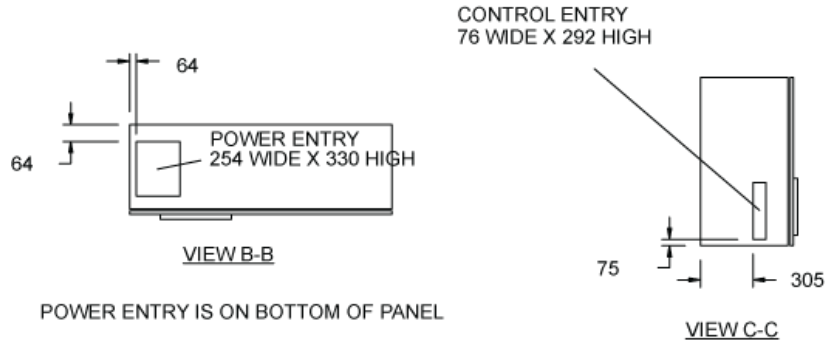 CONTROL ENTRY
76 WIDE X 292 HIGH
64
POWER ENTRY
254 WIDE X 330 HIGH
64
VIEW B-B
75
305
POWER ENTRY IS ON BOTTOM OF PANEL
VIEW C-C